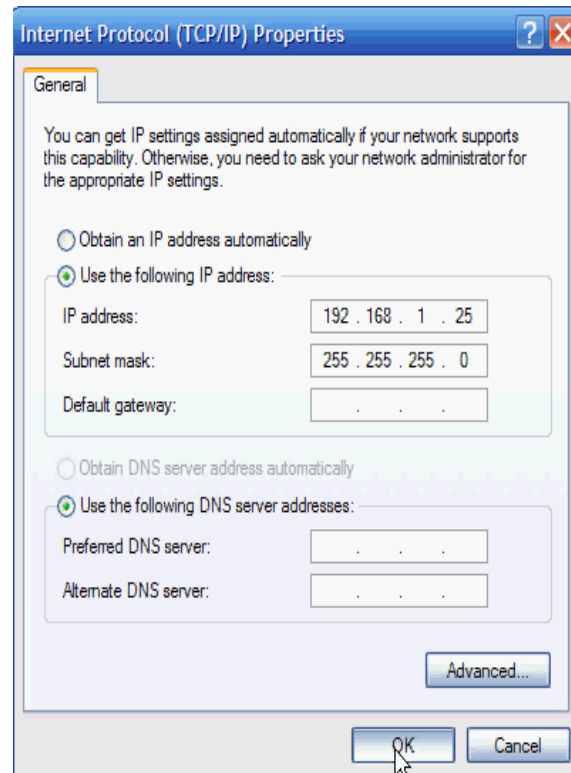 Internet Protocol (TCP/IP) Properties
General
You can get IP settings assigned automatically if your network supports
this capability. Otherwise, you need to ask your network administrator for
the appropriate IP settings.
Obtain an IP address automatically
Use the following IP address:
IP address: 192 . 168 . 1 . 25
Subnet mask: 255 . 255 . 255 . 0
Default gateway: . . .
Obtain DNS server address automatically
Use the following DNS server addresses:
Preferred DNS server: . . .
Alternate DNS server: . . .
Advanced...
OK Cancel